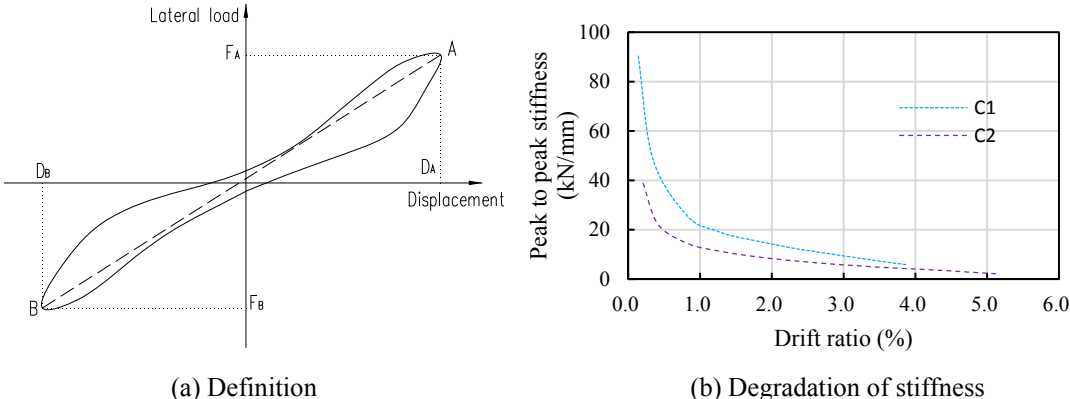 Lateral load
FA
A
DB
DA
Displacement
B
FB
(a) Definition
Peak to peak stiffness
(kN/mm)
100
80
60
40
20
0
C1
C2
0.0 1.0 2.0 3.0 4.0 5.0 6.0
Drift ratio (%)
(b) Degradation of stiffness